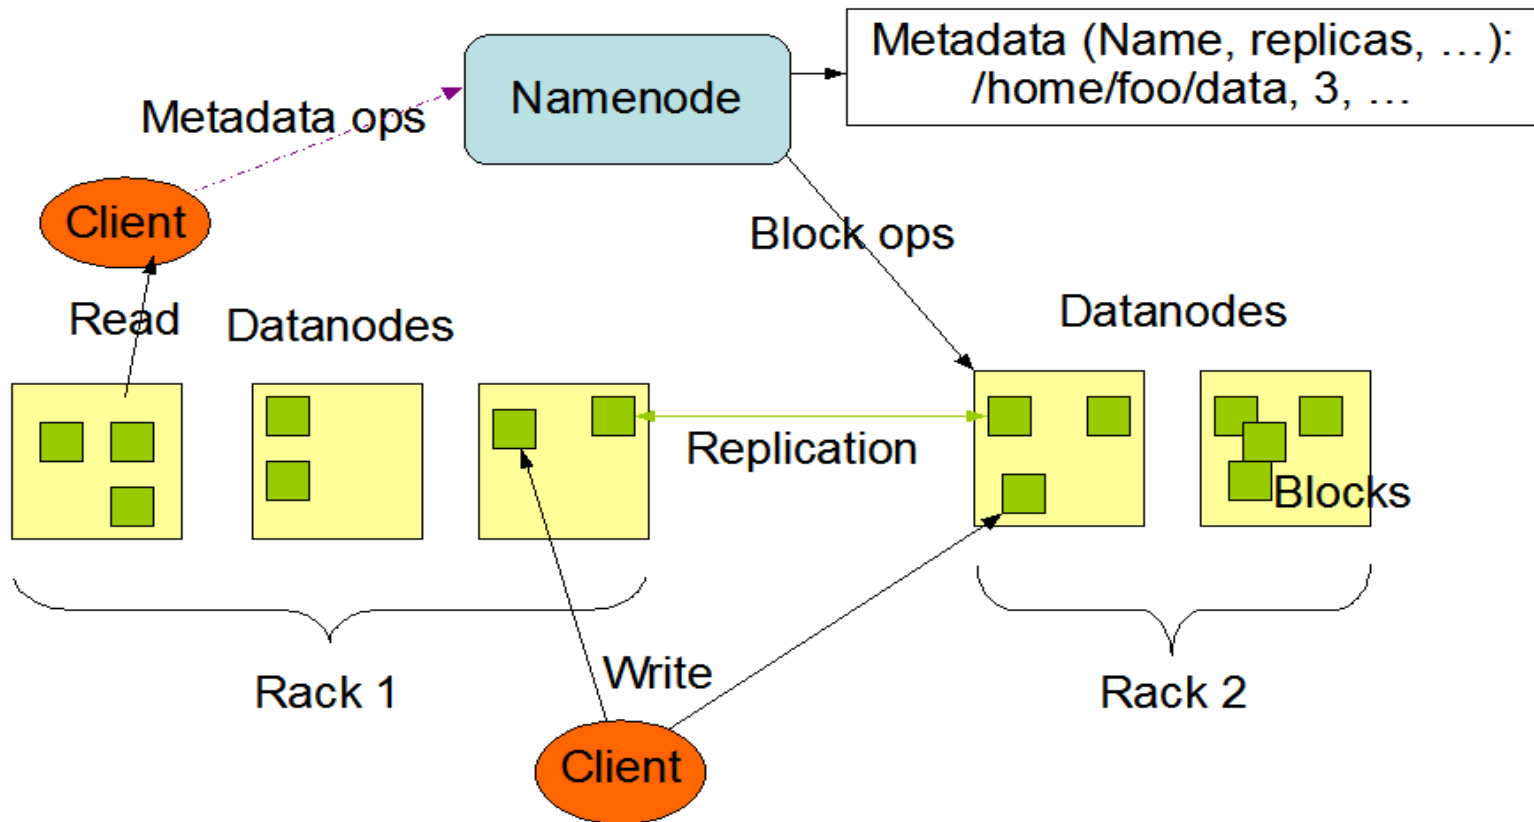 Metadata (Name, replicas, …):
/home/foo/data, 3, …
Namenode
Metadata ops
Client
Block ops
Read
Datanodes
Datanodes
Replication
Blocks
Rack 1
Write
Rack 2
Client